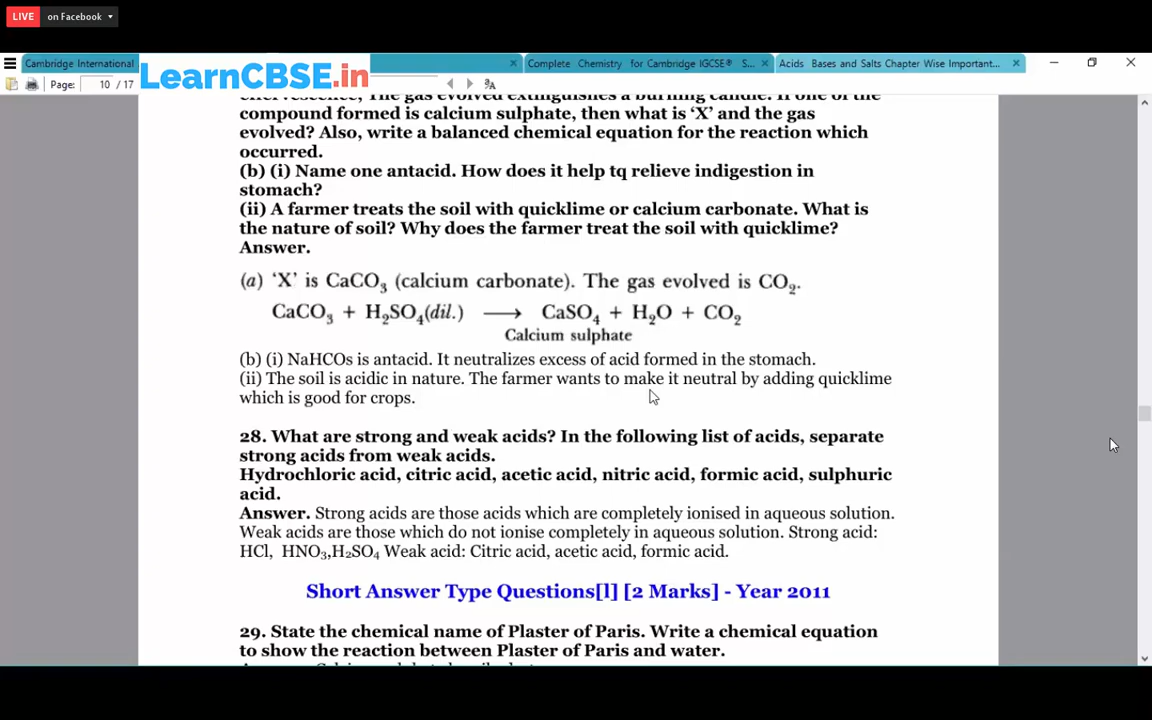 LIVE on Facebook
Cambridge International
Complete Chemistry for Cambridge IGCSE® S...
Acids Bases and Salts Chapter Wise Important...
Page: 10 / 17
LearnCBSE.in
effervescence, The gas evolved extinguishes a burning candle. If one of the
compound formed is calcium sulphate, then what is ‘X’ and the gas
evolved? Also, write a balanced chemical equation for the reaction which
occurred.
(b) (i) Name one antacid. How does it help tq relieve indigestion in
stomach?
(ii) A farmer treats the soil with quicklime or calcium carbonate. What is
the nature of soil? Why does the farmer treat the soil with quicklime?
Answer.
(a) ‘X’ is CaCO₃ (calcium carbonate). The gas evolved is CO₂.
CaCO₃ + H₂SO₄(dil.) ⟶ CaSO₄ + H₂O + CO₂
Calcium sulphate
(b) (i) NaHCOs is antacid. It neutralizes excess of acid formed in the stomach.
(ii) The soil is acidic in nature. The farmer wants to make it neutral by adding quicklime
which is good for crops.
28. What are strong and weak acids? In the following list of acids, separate
strong acids from weak acids.
Hydrochloric acid, citric acid, acetic acid, nitric acid, formic acid, sulphuric
acid.
Answer. Strong acids are those acids which are completely ionised in aqueous solution.
Weak acids are those which do not ionise completely in aqueous solution. Strong acid:
HCl, HNO₃,H₂SO₄ Weak acid: Citric acid, acetic acid, formic acid.
Short Answer Type Questions[l] [2 Marks] - Year 2011
29. State the chemical name of Plaster of Paris. Write a chemical equation
to show the reaction between Plaster of Paris and water.